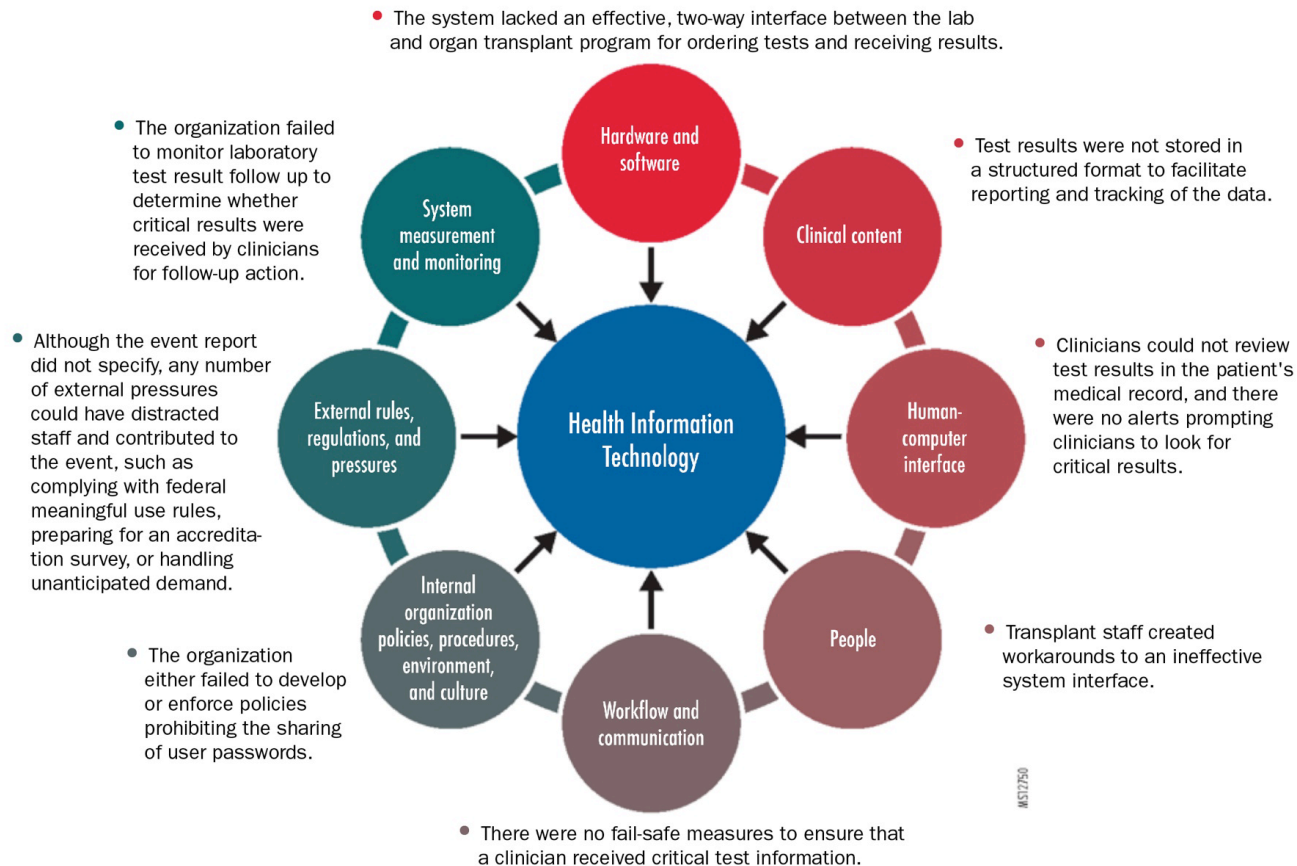 • The system lacked an effective, two-way interface between the lab
and organ transplant program for ordering tests and receiving results.
Hardware and
software
• Test results were not stored in
a structured format to facilitate
reporting and tracking of the data.
Clinical content
• Clinicians could not review
test results in the patient's
medical record, and there
were no alerts prompting
clinicians to look for
critical results.
Human-
computer
interface
• Transplant staff created
workarounds to an ineffective
system interface.
People
• There were no fail-safe measures to ensure that
a clinician received critical test information.
Workflow and
communication
• The organization
either failed to develop
or enforce policies
prohibiting the sharing
of user passwords.
Internal
organization
policies, procedures,
environment,
and culture
• Although the event report
did not specify, any number
of external pressures
could have distracted
staff and contributed to
the event, such as
complying with federal
meaningful use rules,
preparing for an accredita-
tion survey, or handling
unanticipated demand.
External rules,
regulations, and
pressures
• The organization failed
to monitor laboratory
test result follow up to
determine whether
critical results were
received by clinicians
for follow-up action.
System
measurement
and monitoring
Health Information
Technology
MS12750